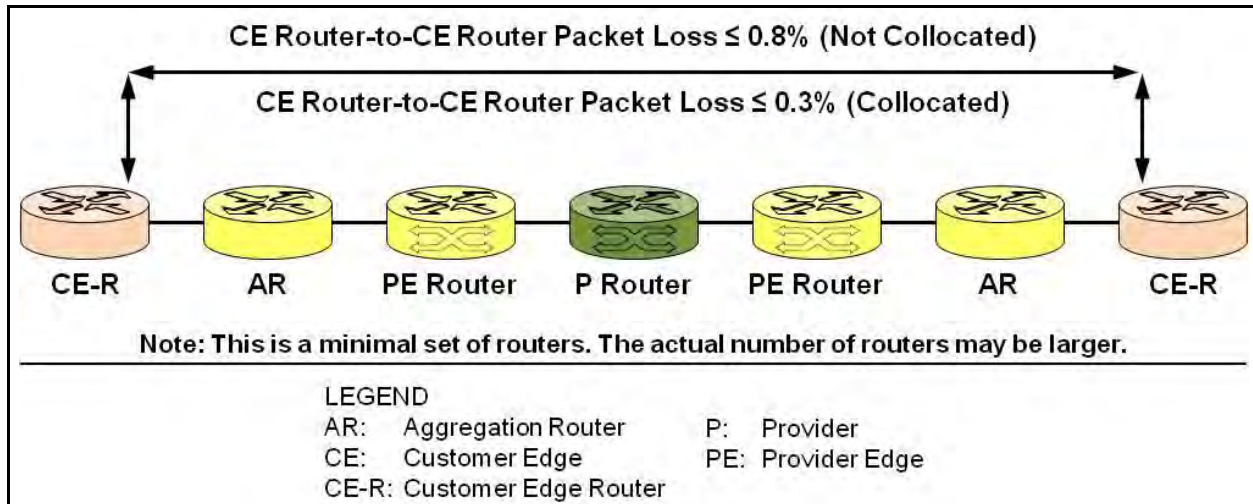 CE Router-to-CE Router Packet Loss ≤ 0.8% (Not Collocated)
CE Router-to-CE Router Packet Loss ≤ 0.3% (Collocated)
CE-R AR PE Router P Router PE Router AR CE-R
Note: This is a minimal set of routers. The actual number of routers may be larger.
LEGEND
AR: Aggregation Router P: Provider
CE: Customer Edge PE: Provider Edge
CE-R: Customer Edge Router